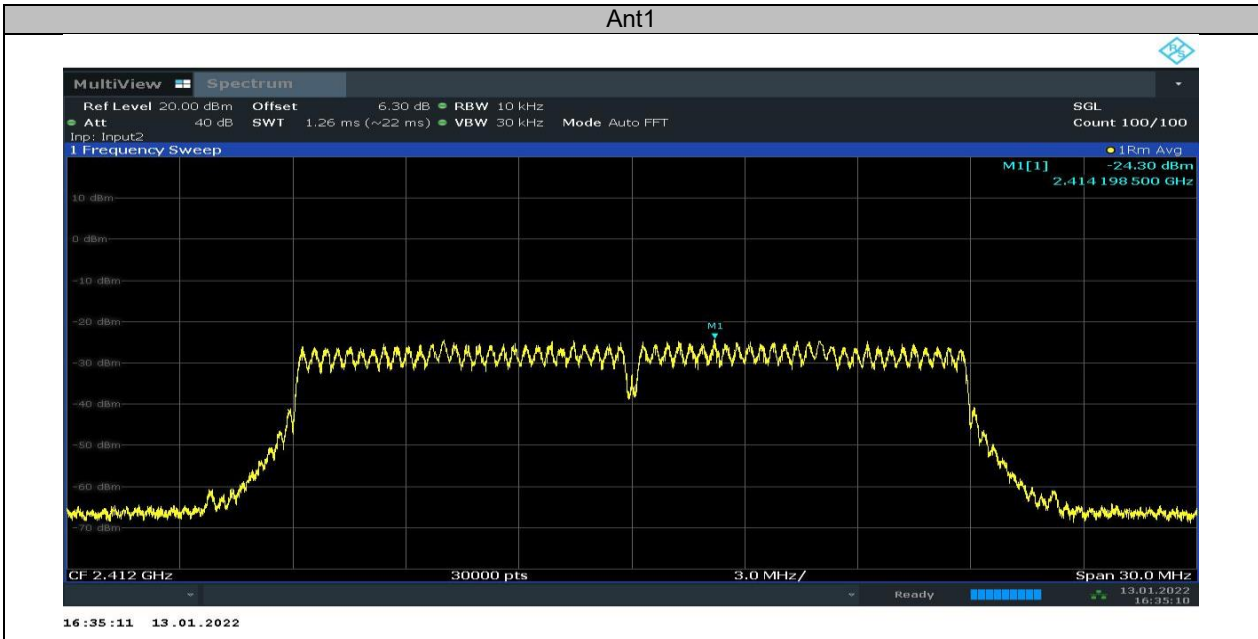 Ant1
R&S
MultiView Spectrum
Ref Level 20.00 dBm Offset 6.30 dB RBW 10 kHz SGL
Att 40 dB SWT 1.26 ms (~22 ms) VBW 30 kHz Mode Auto FFT Count 100/100
Inp: Input2
1 Frequency Sweep 1Rm Avg
M1[1] -24.30 dBm
2.414 198 500 GHz
10 dBm
0 dBm
-10 dBm
-20 dBm
M1
-30 dBm
-40 dBm
-50 dBm
-60 dBm
-70 dBm
CF 2.412 GHz 30000 pts 3.0 MHz/ Span 30.0 MHz
Ready 13.01.2022
16:35:10
16:35:11 13.01.2022